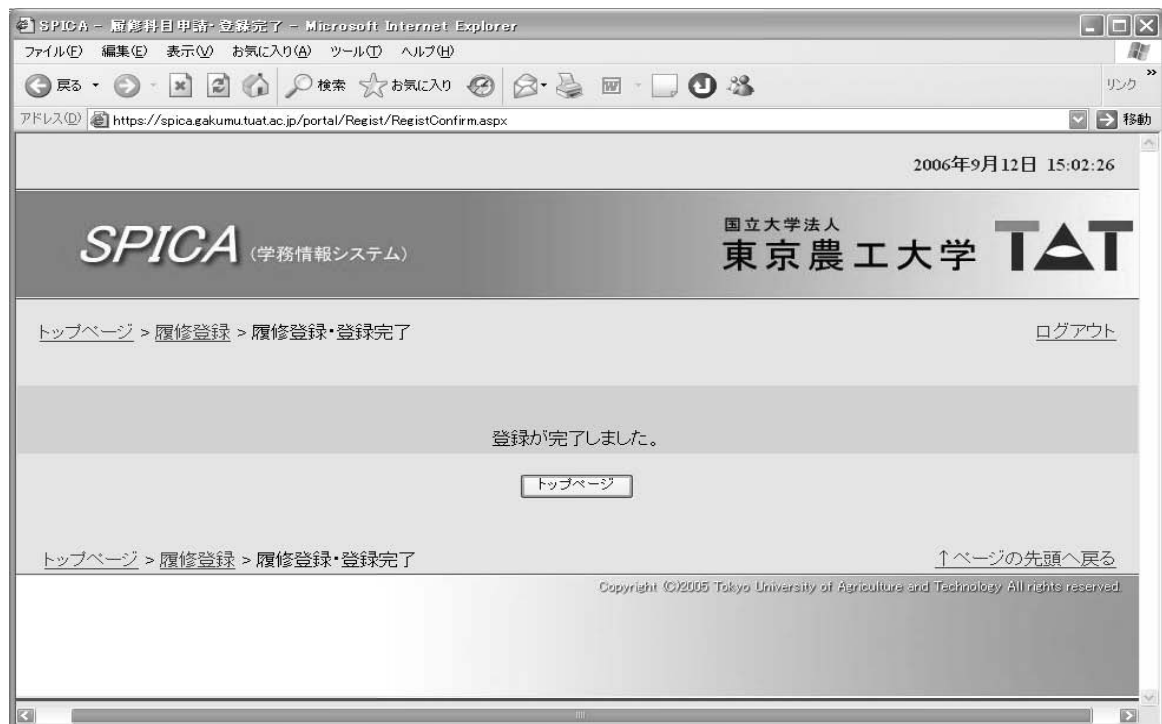 SPICA - 履修科目申請・登録完了 - Microsoft Internet Explorer
ファイル(F) 編集(E) 表示(V) お気に入り(A) ツール(T) ヘルプ(H)
戻る 検索 お気に入り リンク »
アドレス(D) https://spica.gakumu.tuat.ac.jp/portal/Regist/RegistConfirm.aspx 移動
2006年9月12日 15:02:26
SPICA (学務情報システム)
国立大学法人
東京農工大学 TAT
トップページ > 履修登録 > 履修登録・登録完了 ログアウト
登録が完了しました。
トップページ
トップページ > 履修登録 > 履修登録・登録完了 ↑ページの先頭へ戻る
Copyright (C)2005 Tokyo University of Agriculture and Technology All rights reserved.